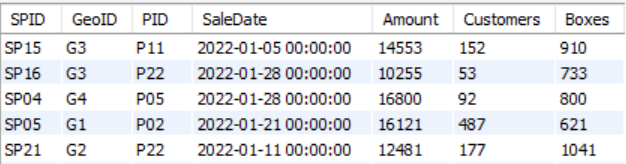 SPID GeoID PID SaleDate Amount Customers Boxes
SP15 G3 P11 2022-01-05 00:00:00 14553 152 910
SP16 G3 P22 2022-01-28 00:00:00 10255 53 733
SP04 G4 P05 2022-01-28 00:00:00 16800 92 800
SP05 G1 P02 2022-01-21 00:00:00 16121 487 621
SP21 G2 P22 2022-01-11 00:00:00 12481 177 1041